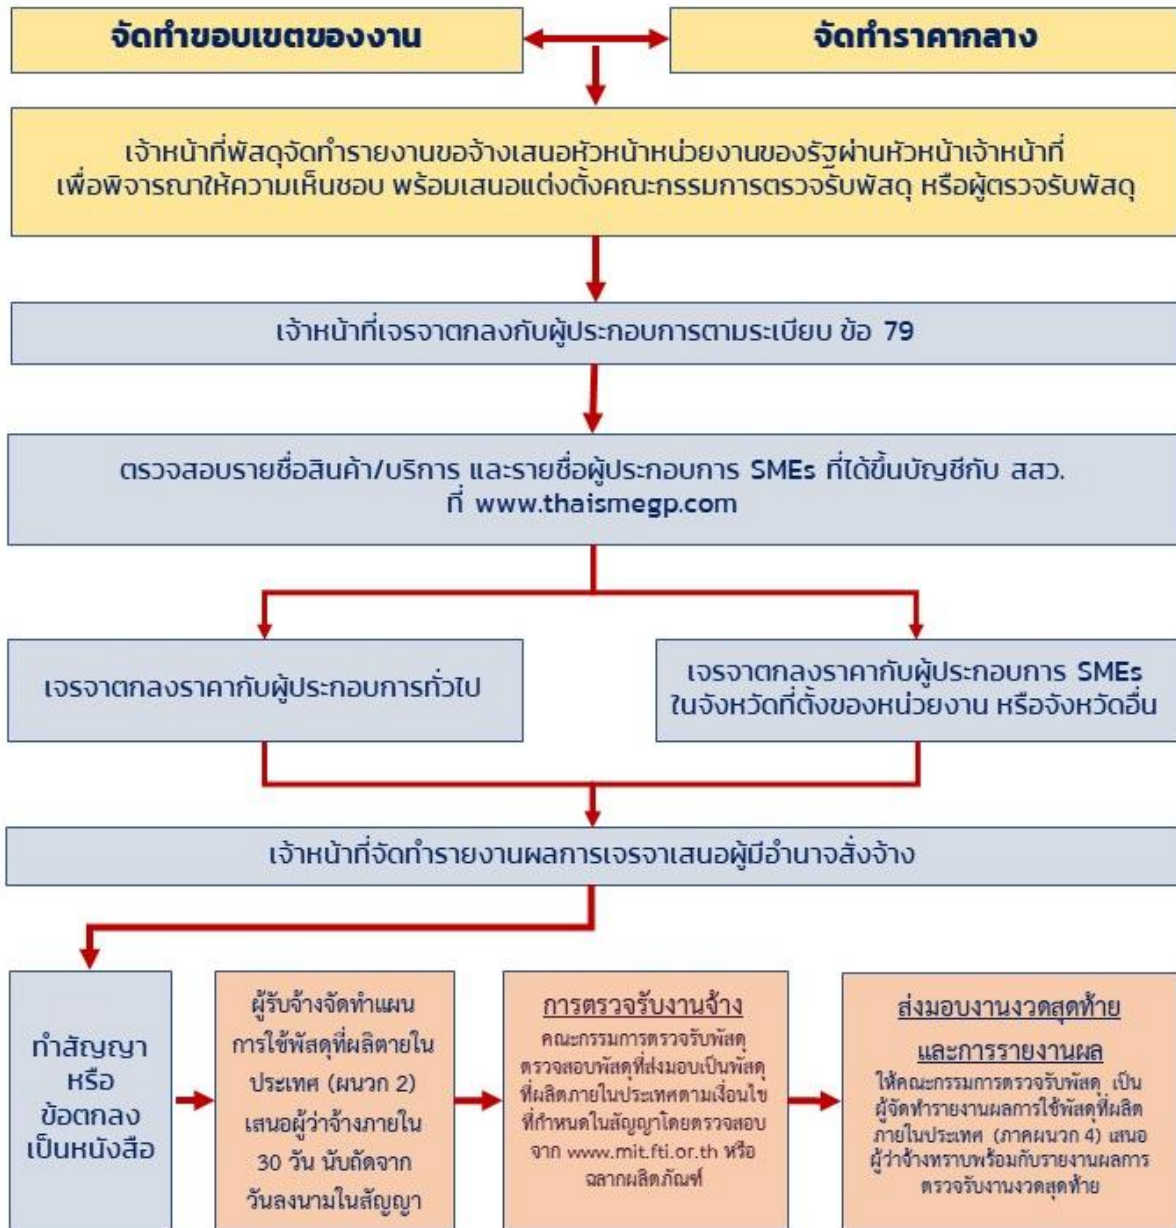 จัดทำขอบเขตของงาน
จัดทำราคากลาง
เจ้าหน้าที่พัสดุจัดทำรายงานขอจ้างเสนอหัวหน้าหน่วยงานของรัฐผ่านหัวหน้าเจ้าหน้าที่
เพื่อพิจารณาให้ความเห็นชอบ พร้อมเสนอแต่งตั้งคณะกรรมการตรวจรับพัสดุ หรือผู้ตรวจรับพัสดุ
เจ้าหน้าที่เจรจาตกลงกับผู้ประกอบการตามระเบียบ ข้อ 79
ตรวจสอบรายชื่อสินค้า/บริการ และรายชื่อผู้ประกอบการ SMEs ที่ได้ขึ้นบัญชีกับ สสว.
ที่ www.thaismegp.com
เจรจาตกลงราคากับผู้ประกอบการทั่วไป
เจรจาตกลงราคากับผู้ประกอบการ SMEs
ในจังหวัดที่ตั้งของหน่วยงาน หรือจังหวัดอื่น
เจ้าหน้าที่จัดทำรายงานผลการเจรจาเสนอผู้มีอำนาจสั่งจ้าง
ทำสัญญา
หรือ
ข้อตกลง
เป็นหนังสือ
ผู้รับจ้างจัดทำแผน
การใช้พัสดุที่ผลิตายใน
ประเทศ (ผนวก 2)
เสนอผู้ว่าจ้างภายใน
30 วัน นับถัดจาก
วันลงนามในสัญญา
การตรวจรับงานจ้าง
คณะกรรมการตรวจรับพัสดุ
ตรวจสอบพัสดุที่ส่งมอบเป็นพัสดุ
ที่ผลิตภายในประเทศตามเงื่อนไข
ที่กำหนดในสัญญาโดยตรวจสอบ
จาก www.mit.fti.or.th หรือ
ฉลากผลิตภัณฑ์
ส่งมอบงานงวดสุดท้าย
และการรายงานผล
ให้คณะกรรมการตรวจรับพัสดุ เป็น
ผู้จัดทำรายงานผลการใช้พัสดุที่ผลิต
ภายในประเทศ (ภาคผนวก 4) เสนอ
ผู้ว่าจ้างทราบพร้อมกับรายงานผลการ
ตรวจรับงานงวดสุดท้าย